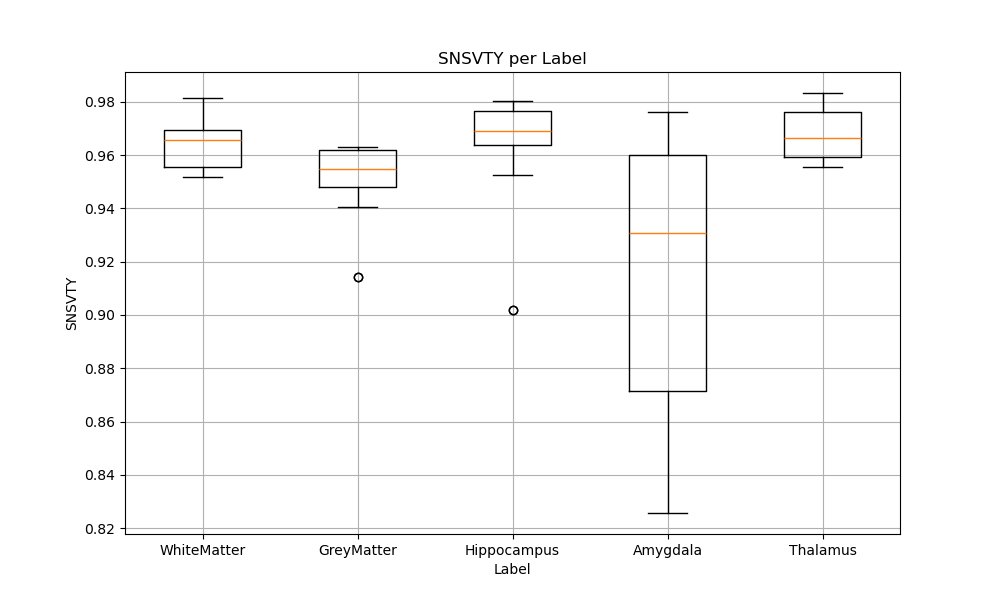 SNSVTY per Label
SNSVTY
0.98
0.96
0.94
0.92
0.90
0.88
0.86
0.84
0.82
WhiteMatter
GreyMatter
Hippocampus
Amygdala
Thalamus
Label